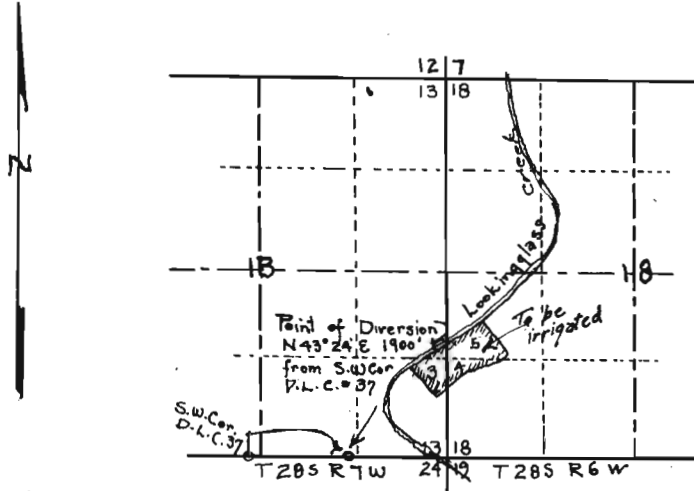 12 7
13 18
N
Creek
Lookingglass
13
18
Point of Diversion
N 43° 24' E 1900'
from S.W Cor
D.L.C. # 37
To be
irrigated
5
3
4
S.W. Cor.
D.L.C. 37
13 18
24 19
T 28 S R 7 W
T 28 S R 6 W